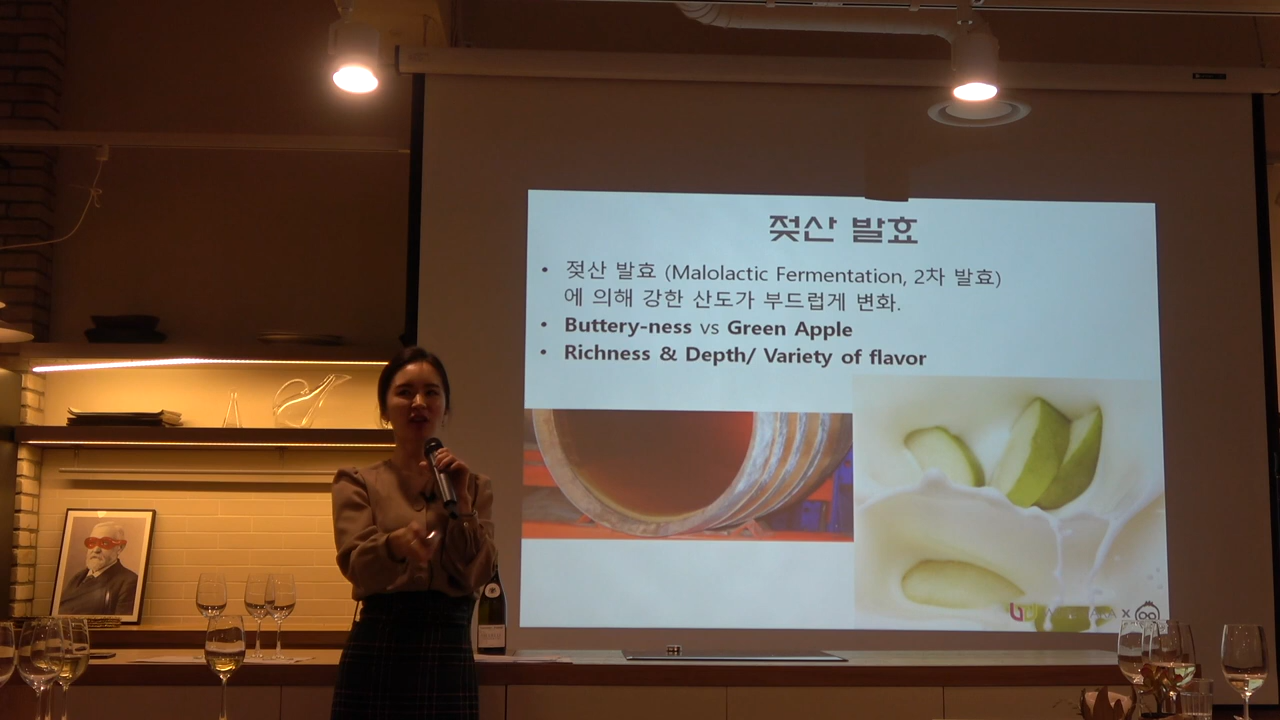 젖산 발효
• 젖산 발효 (Malolactic Fermentation, 2차 발효)
에 의해 강한 산도가 부드럽게 변화.
• Buttery-ness vs Green Apple
• Richness & Depth/ Variety of flavor